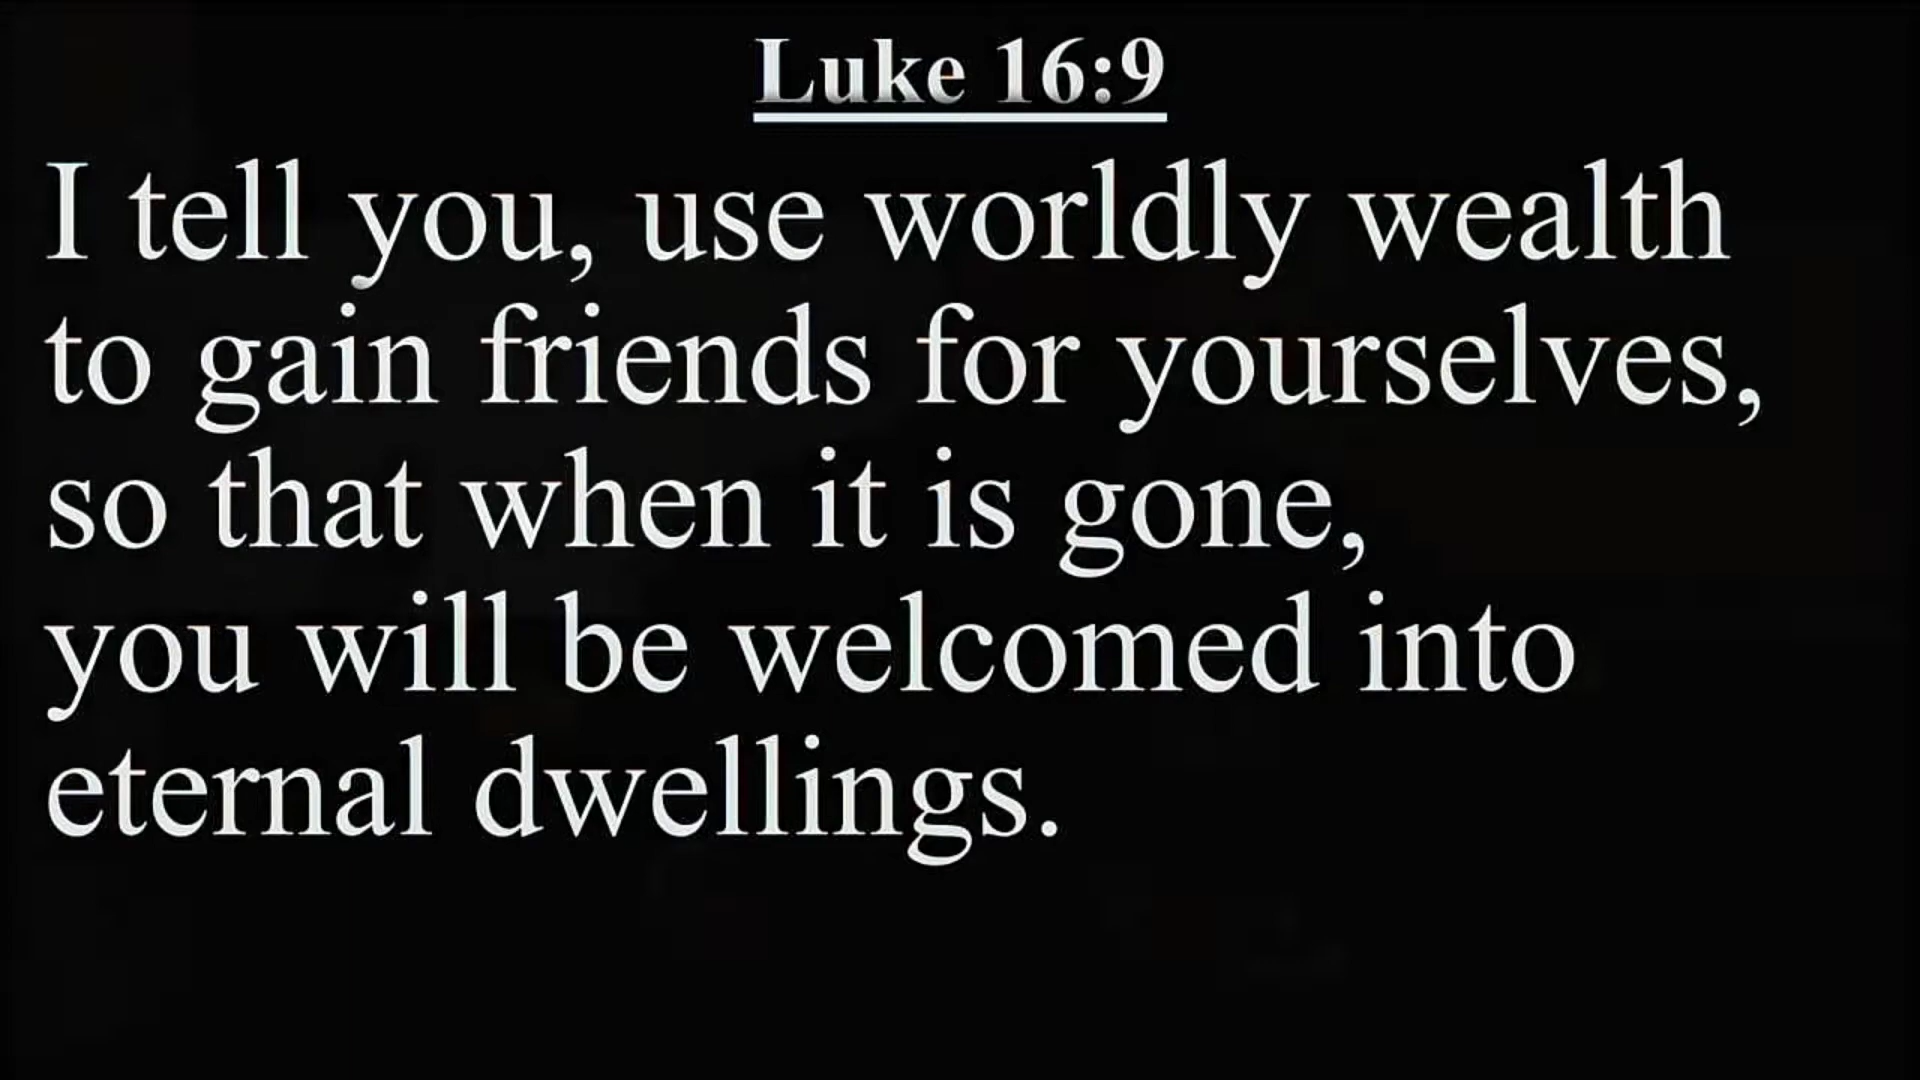 Luke 16:9
I tell you, use worldly wealth
to gain friends for yourselves,
so that when it is gone,
you will be welcomed into
eternal dwellings.